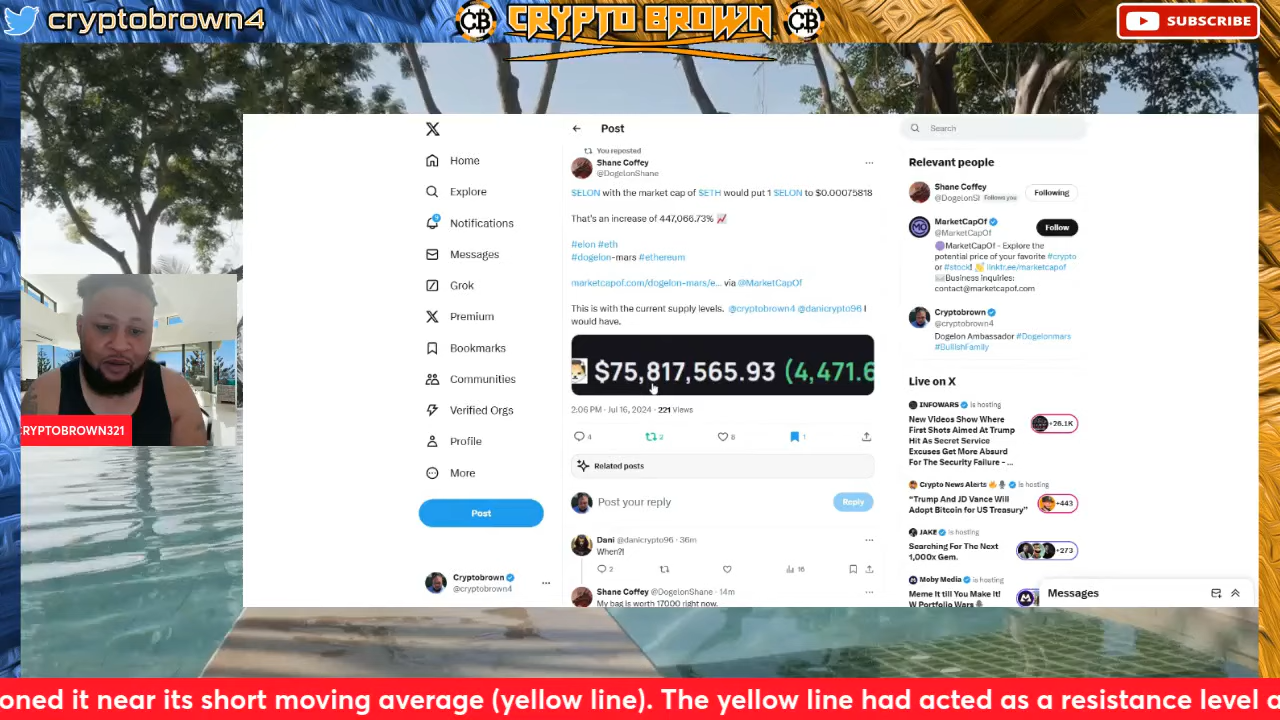 cryptobrown4
CB
CRYPTO BROWN
CB
SUBSCRIBE
Home
Explore
Notifications
Messages
Grok
Premium
Bookmarks
Communities
Verified Orgs
Profile
More
Post
Cryptobrown
@cryptobrown4
Post
You reposted
Shane Coffey
@DogelonShane
$ELON with the market cap of $ETH would put 1 $ELON to $0.00075818
That's an increase of 447,066.73%
#elon #eth
#dogelon-mars #ethereum
marketcapof.com/dogelon-mars/e... via @MarketCapOf
This is with the current supply levels. @cryptobrown4 @danicrypto96 I
would have.
$75,817,565.93 (4,471.6
2:06 PM · Jul 16, 2024 · 221 Views
4
2
8
1
Related posts
Post your reply
Reply
Dani @danicrypto96 · 36m
When?!
2
16
Shane Coffey @DogelonShane · 14m
My bag is worth 17000 right now.
Search
Relevant people
Shane Coffey
@DogelonSl Follows you
Following
MarketCapOf
@MarketCapOf
Follow
MarketCapOf - Explore the
potential price of your favorite #crypto
or #stock! linktr.ee/marketcapof
Business inquiries:
contact@marketcapof.com
Cryptobrown
@cryptobrown4
Dogelon Ambassador #Dogelonmars
#BullishFamily
Live on X
INFOWARS is hosting
New Videos Show Where
First Shots Aimed At Trump
Hit As Secret Service
Excuses Get More Absurd
For The Security Failure - ...
+26.1K
Crypto News Alerts is hosting
“Trump And JD Vance Will
Adopt Bitcoin for US Treasury”
+443
JAKE is hosting
Searching For The Next
1,000x Gem.
+273
Moby Media is hosting
Meme It till You Make It!
W Portfolio Wars
Messages
CRYPTOBROWN321
oned it near its short moving average (yellow line). The yellow line had acted as a resistance level